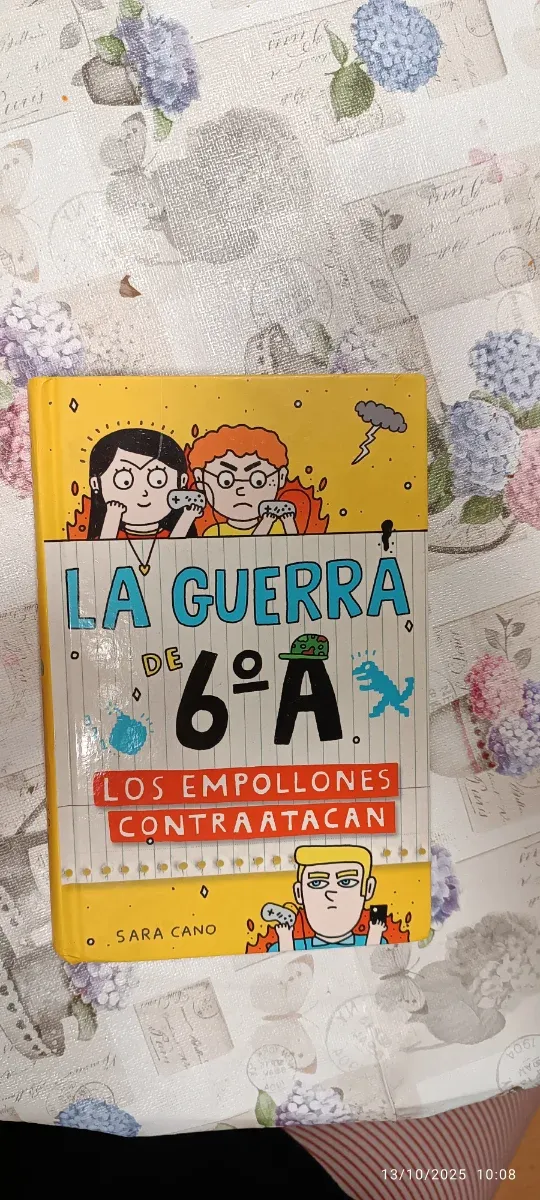 LA GUERRA
DE
6º A
LOS EMPOLLONES
CONTRAATACAN
SARA CANO
13/10/2025 10:08